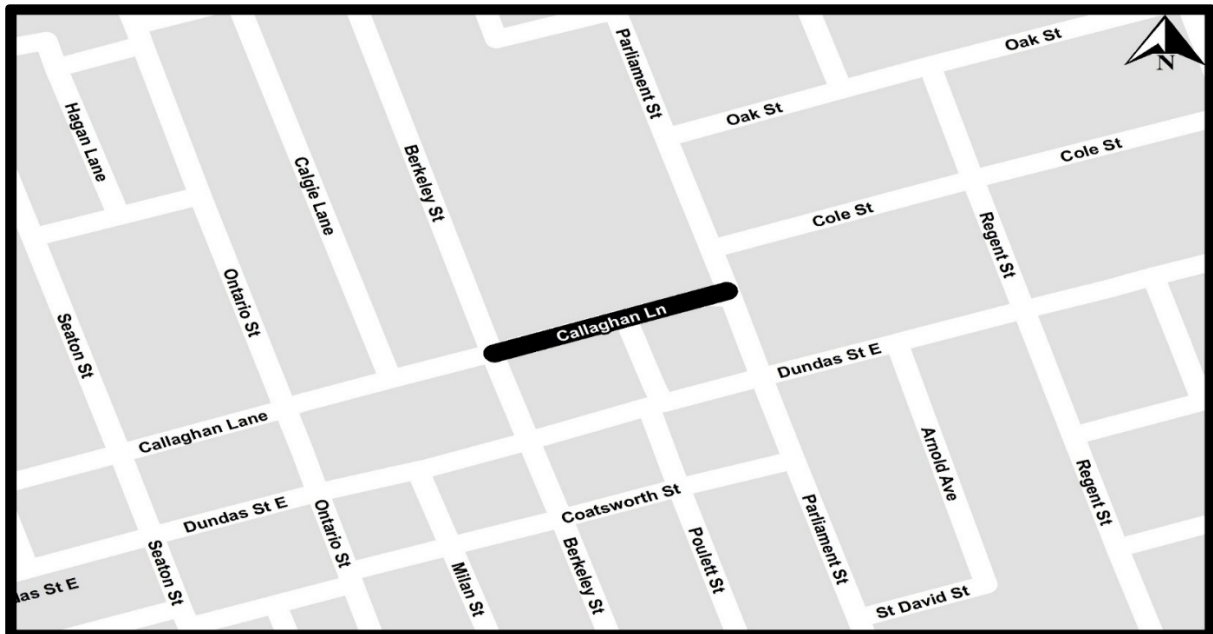 Oak St
Parliament St
N
Oak St
Hagan Lane
Cole St
Calgie Lane
Berkeley St
Cole St
Regent St
Ontario St
Callaghan Ln
Seaton St
Dundas St E
Callaghan Lane
Arnold Ave
Regent St
Coatsworth St
Dundas St E
Ontario St
Parliament St
Poulett St
Seaton St
Milan St
Berkeley St
das St E
St David St